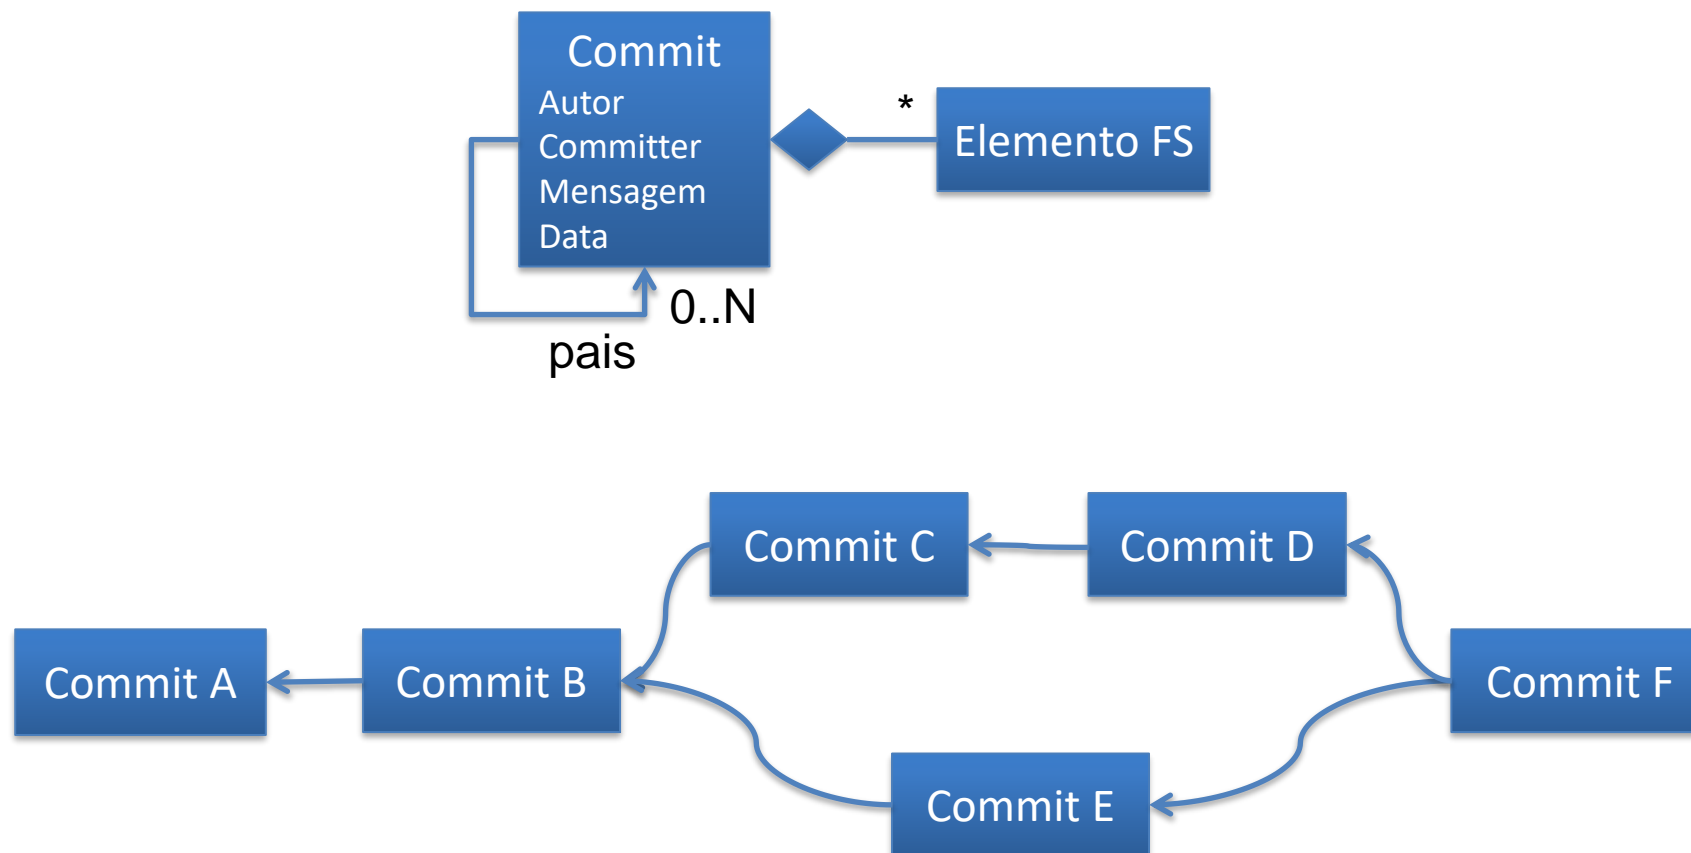 Commit
Autor
Committer
Mensagem
Data
*
Elemento FS
0..N
pais
Commit C
Commit D
Commit A
Commit B
Commit F
Commit E